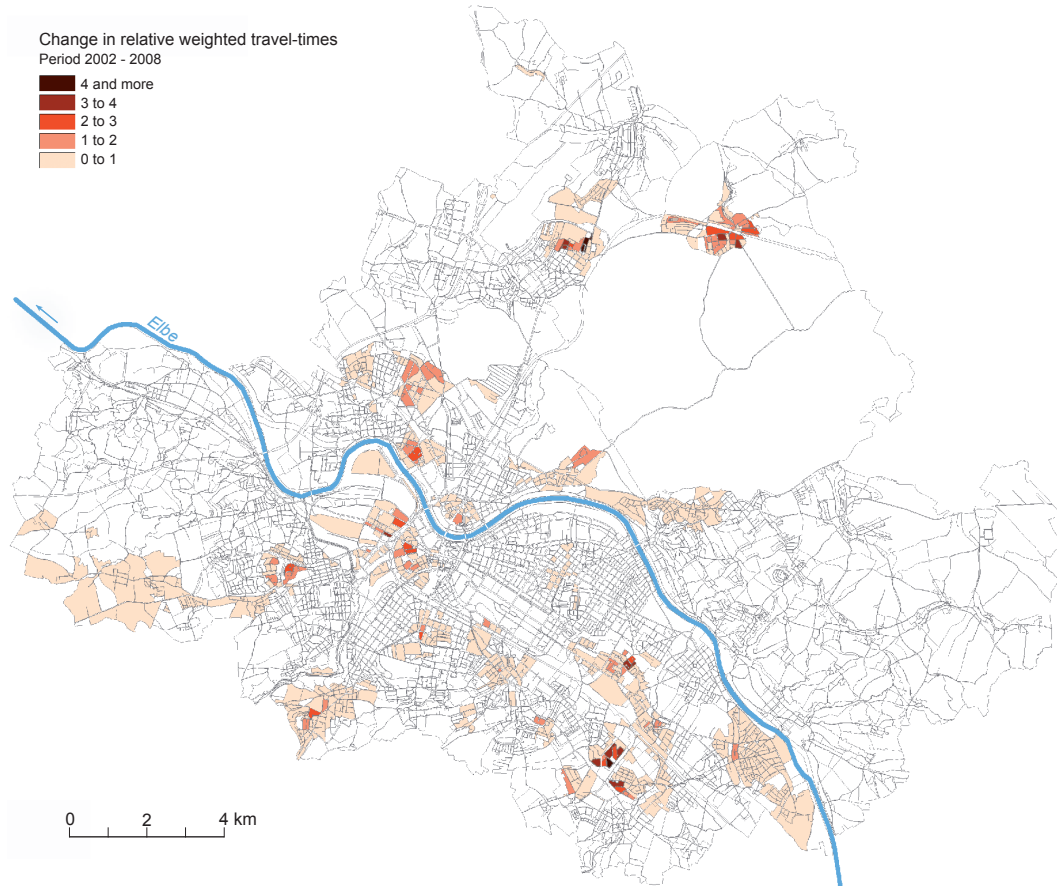 Change in relative weighted travel-times
Period 2002 - 2008
4 and more
3 to 4
2 to 3
1 to 2
0 to 1
Elbe
0 2 4 km